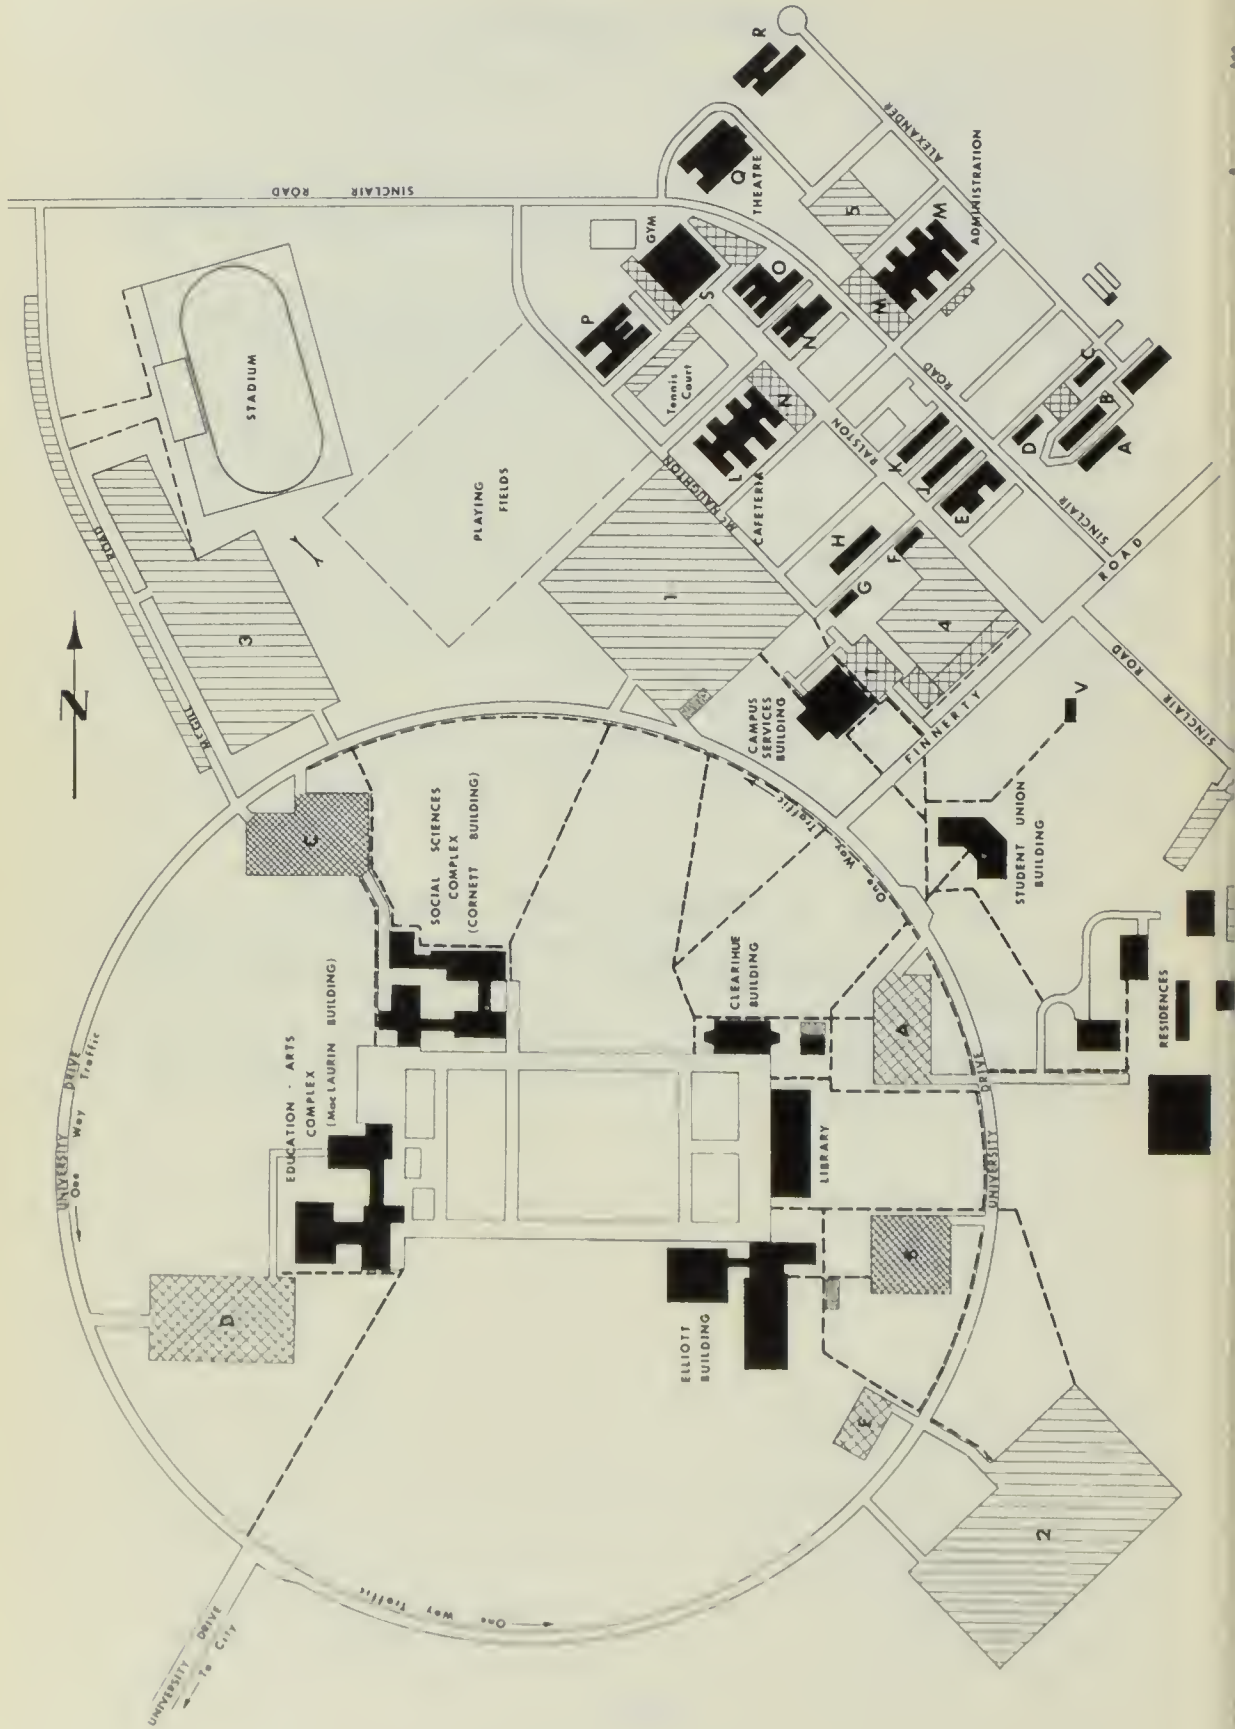 N
SINCLAIR ROAD
McGILL ROAD
STADIUM
PLAYING
FIELDS
3
GYM
S
P
Tennis
Court
O
N
Q
THEATRE
R
ALEXANDER
5
M
ADMINISTRATION
M
L
N
CAFETERIA
McNAUGHTON
RALSTON
ROAD
K
J
E
H
F
G
1
4
T
D
B
C
A
SINCLAIR
ROAD
FINNERTY
SINCLAIR ROAD
V
CAMPUS
SERVICES
BUILDING
STUDENT UNION
BUILDING
RESIDENCES
One Way Traffic
C
SOCIAL SCIENCES
COMPLEX
(CORNETT BUILDING)
EDUCATION - ARTS
COMPLEX
(MacLAURIN BUILDING)
CLEARIHUE
BUILDING
A
LIBRARY
UNIVERSITY DRIVE
B
ELLIOTT
BUILDING
E
2
D
UNIVERSITY DRIVE
One Way Traffic
One Way Traffic
UNIVERSITY DRIVE
To City